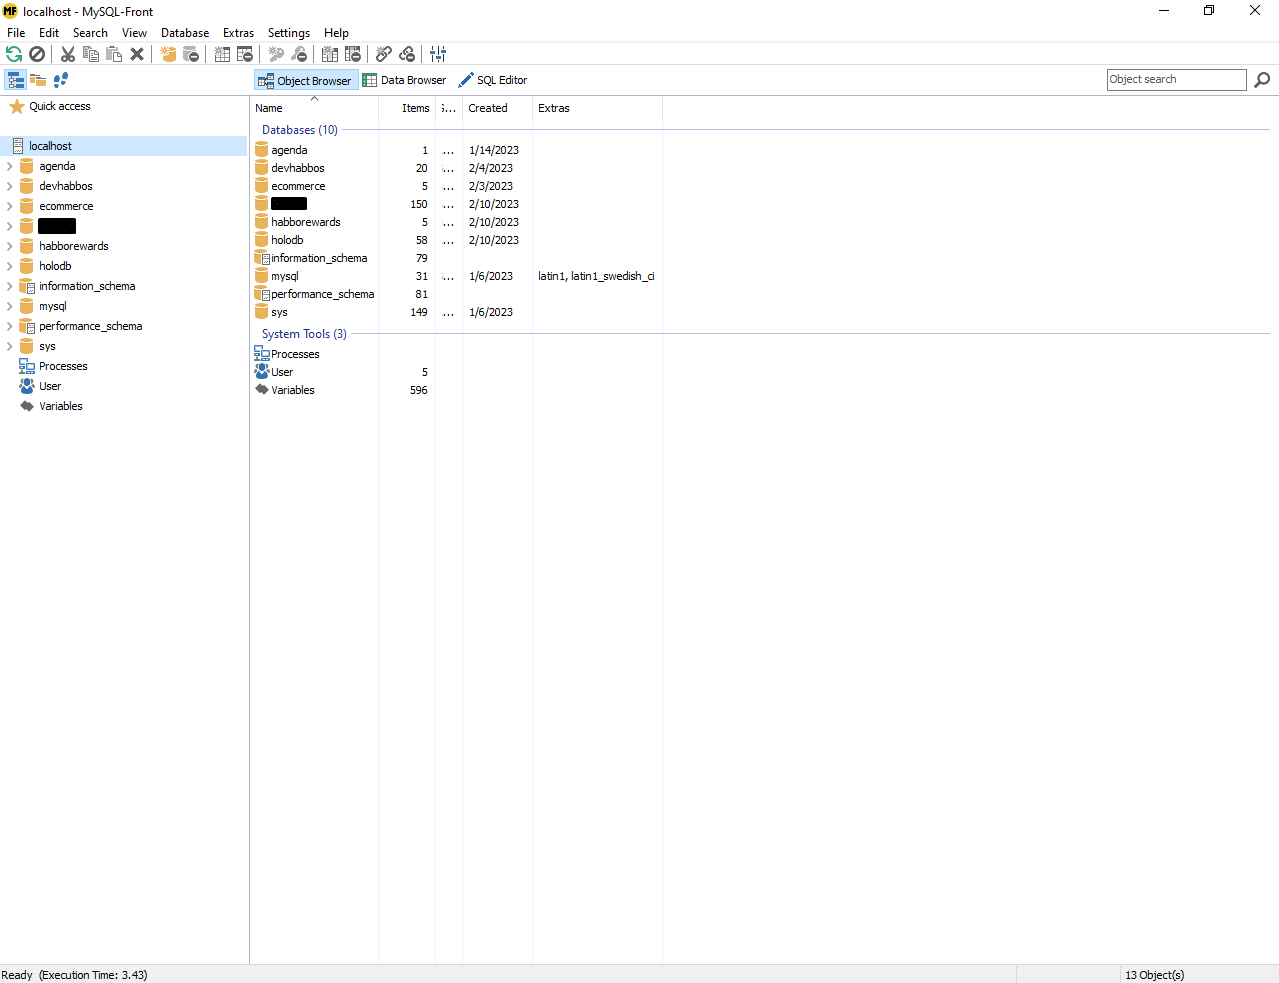 MF localhost - MySQL-Front
File Edit Search View Database Extras Settings Help
Object Browser Data Browser SQL Editor Object search
Quick access
localhost
agenda
devhabbos
ecommerce
habborewards
holodb
information_schema
mysql
performance_schema
sys
Processes
User
Variables
Name Items S... Created Extras
Databases (10)
agenda 1 ... 1/14/2023
devhabbos 20 ... 2/4/2023
ecommerce 5 ... 2/3/2023
150 ... 2/10/2023
habborewards 5 ... 2/10/2023
holodb 58 ... 2/10/2023
information_schema 79
mysql 31 ... 1/6/2023 latin1, latin1_swedish_ci
performance_schema 81
sys 149 ... 1/6/2023
System Tools (3)
Processes
User 5
Variables 596
Ready (Execution Time: 3.43) 13 Object(s)